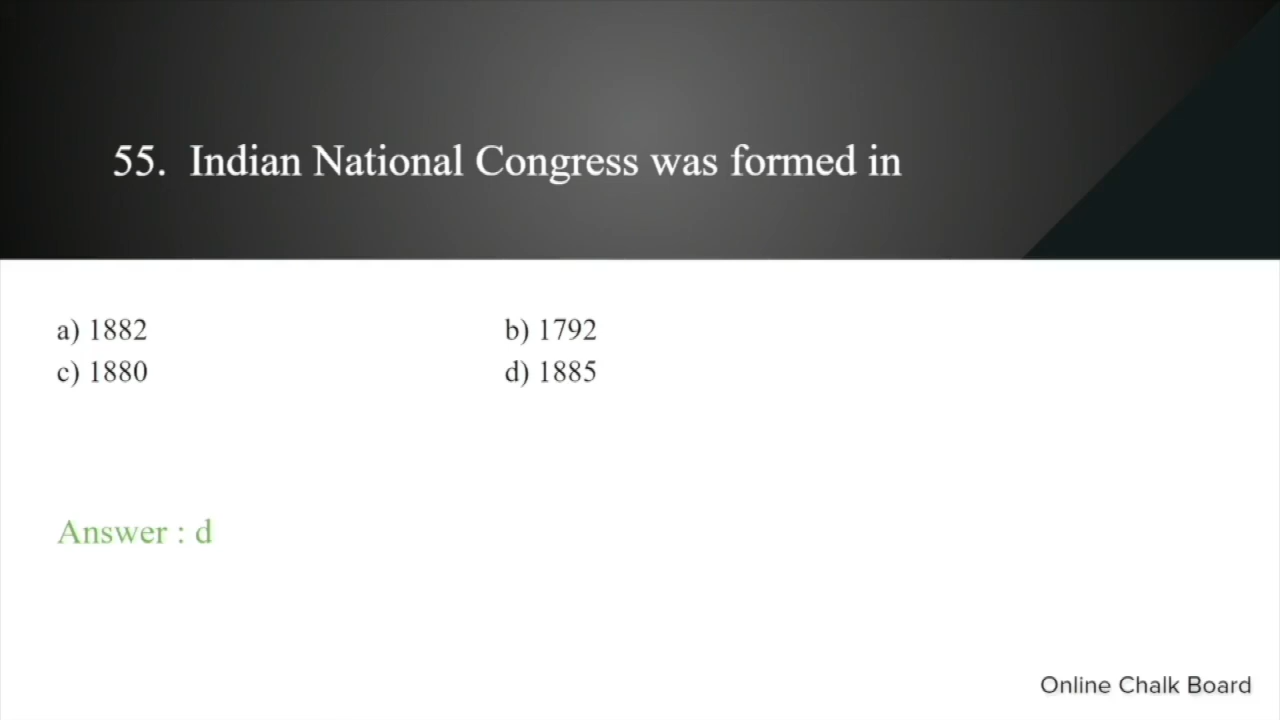 55. Indian National Congress was formed in
a) 1882 b) 1792
c) 1880 d) 1885
Answer : d
Online Chalk Board